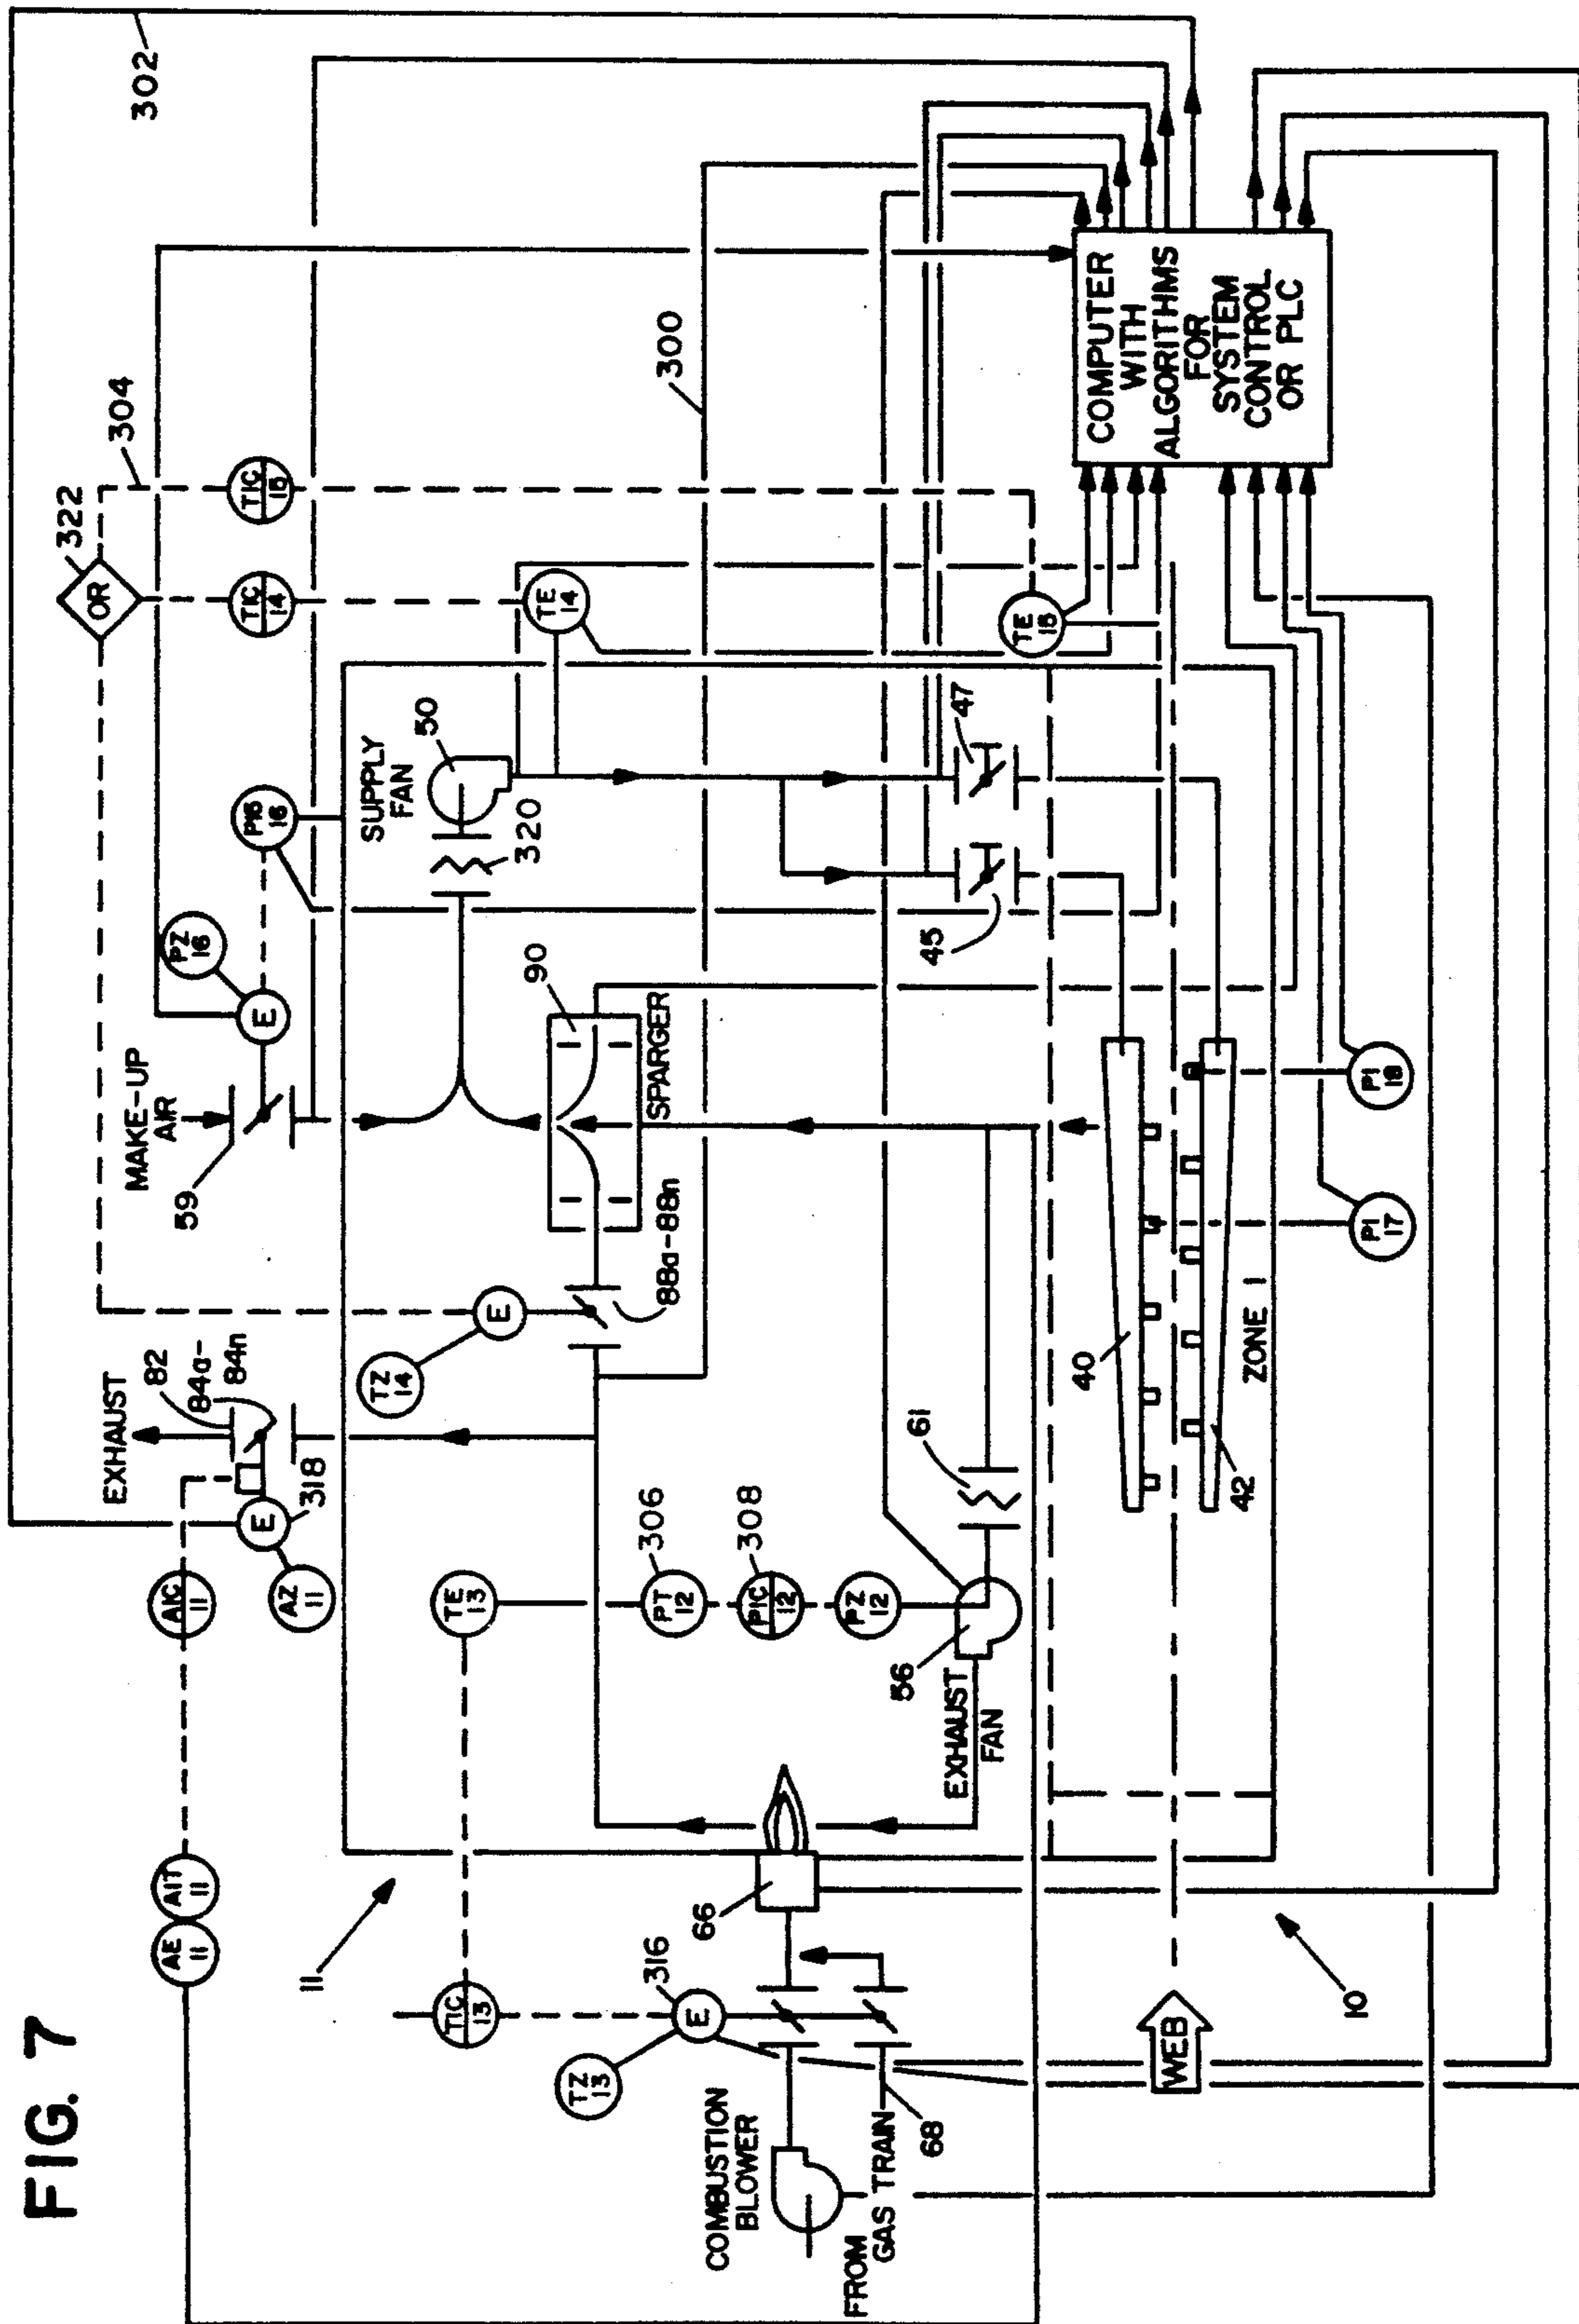 FIG. 7
302
304
322
OR
TIC
15
TIC
14
300
TE
14
TE
15
COMPUTER
WITH
ALGORITHMS
FOR
SYSTEM
CONTROL
OR PLC
MAKE-UP
AIR
59
E
PZ
16
16
SUPPLY
FAN
50
320
90
SPARGER
47
45
EXHAUST
82
84a-
84n
318
E
AZ
11
AIC
11
AIT
11
AE
11
TZ
14
E
88a-88n
TE
13
PT
12
306
PIC
12
308
PZ
12
61
56
EXHAUST
FAN
11
66
TIC
13
316
E
TZ
13
COMBUSTION
BLOWER
FROM
GAS TRAIN
68
WEB
10
40
42
ZONE 1
PI
17
PI
18